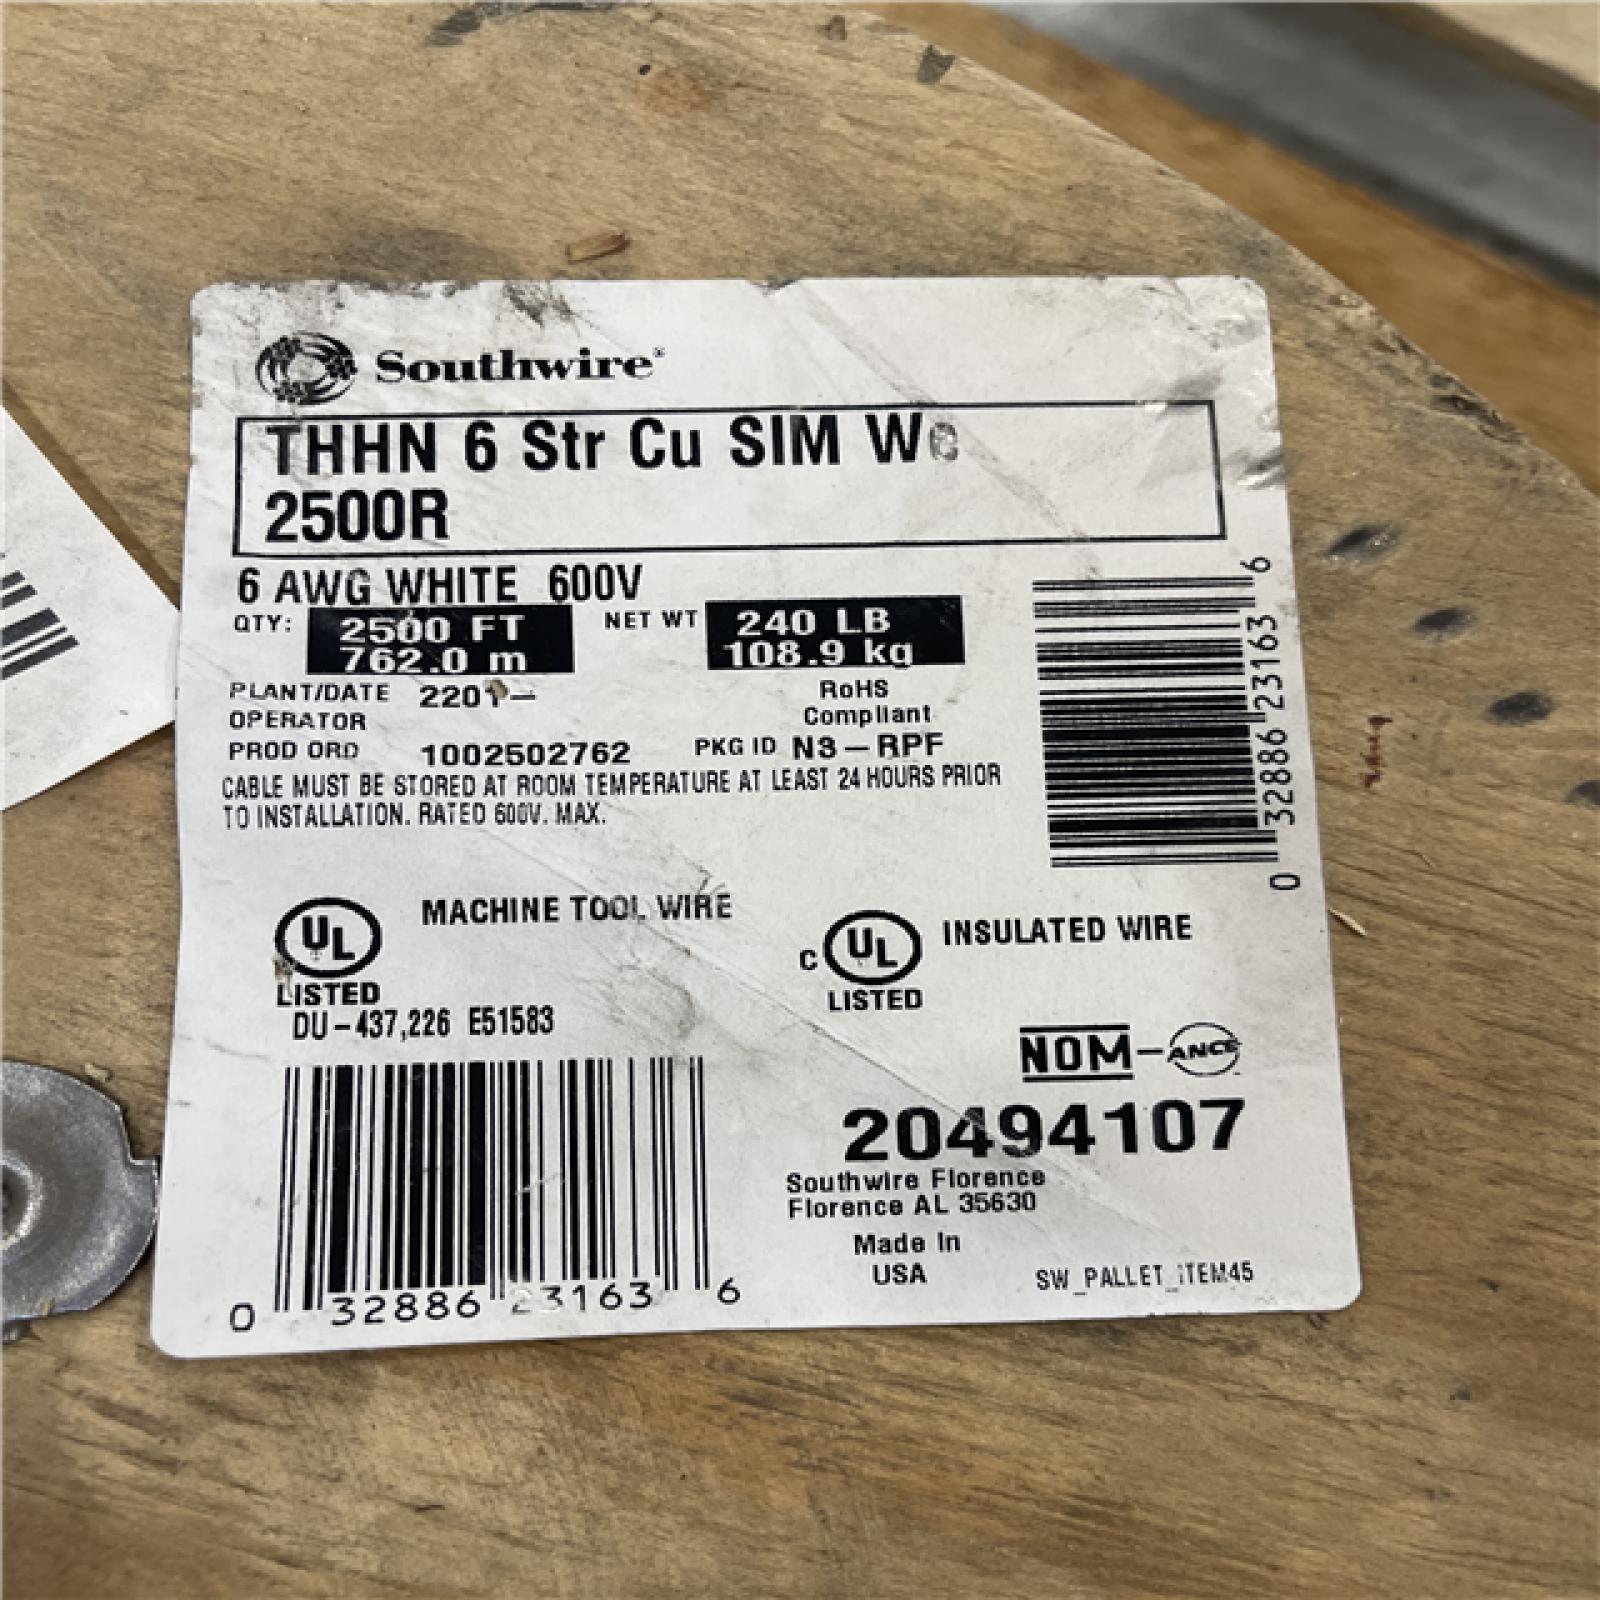 Southwire®
THHN 6 Str Cu SIM We
2500R
6 AWG WHITE 600V
QTY: 2500 FT NET WT 240 LB
762.0 m 108.9 kg
PLANT/DATE 2201- RoHS
OPERATOR Compliant
PROD ORD 1002502762 PKG ID N3-RPF
CABLE MUST BE STORED AT ROOM TEMPERATURE AT LEAST 24 HOURS PRIOR
TO INSTALLATION. RATED 600V. MAX.
0 32886 23163 6
UL MACHINE TOOL WIRE
LISTED
DU-437,226 E51583
C UL INSULATED WIRE
LISTED
NOM-ANCE
20494107
Southwire Florence
Florence AL 35630
Made In
USA
SW_PALLET_ITEM45
0 32886 23163 6